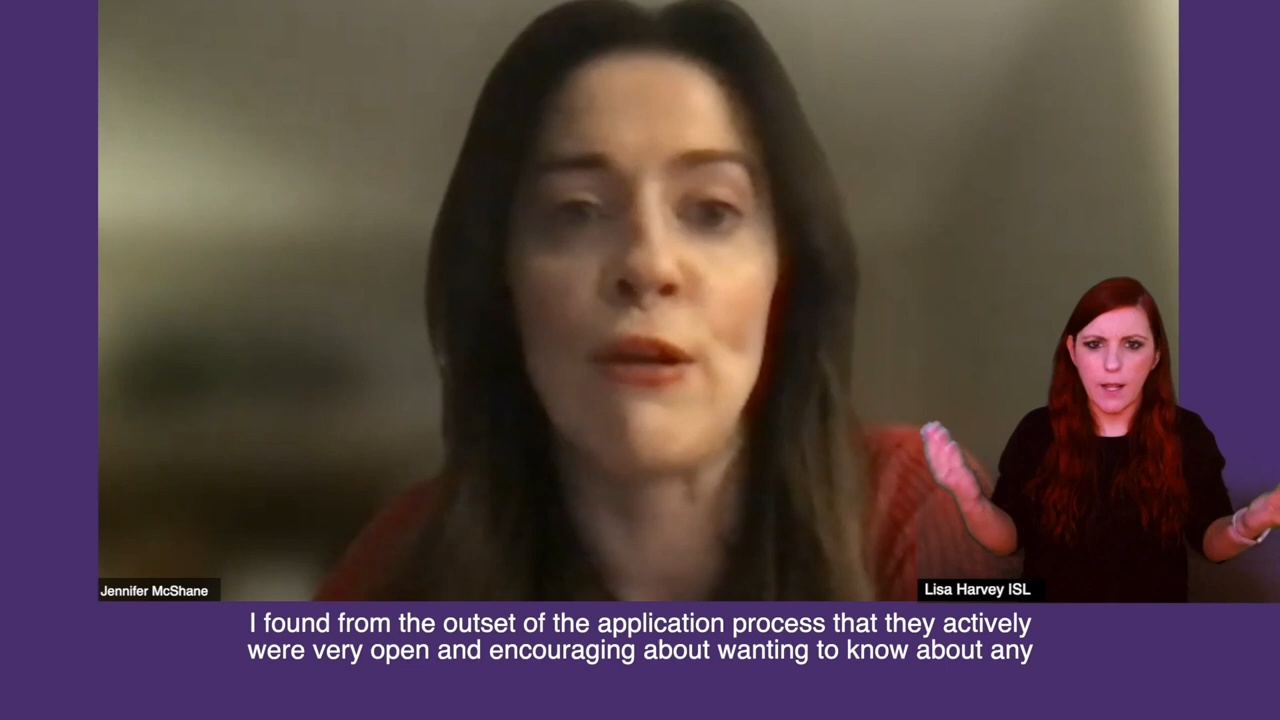 Jennifer McShane
Lisa Harvey ISL
I found from the outset of the application process that they actively
were very open and encouraging about wanting to know about any